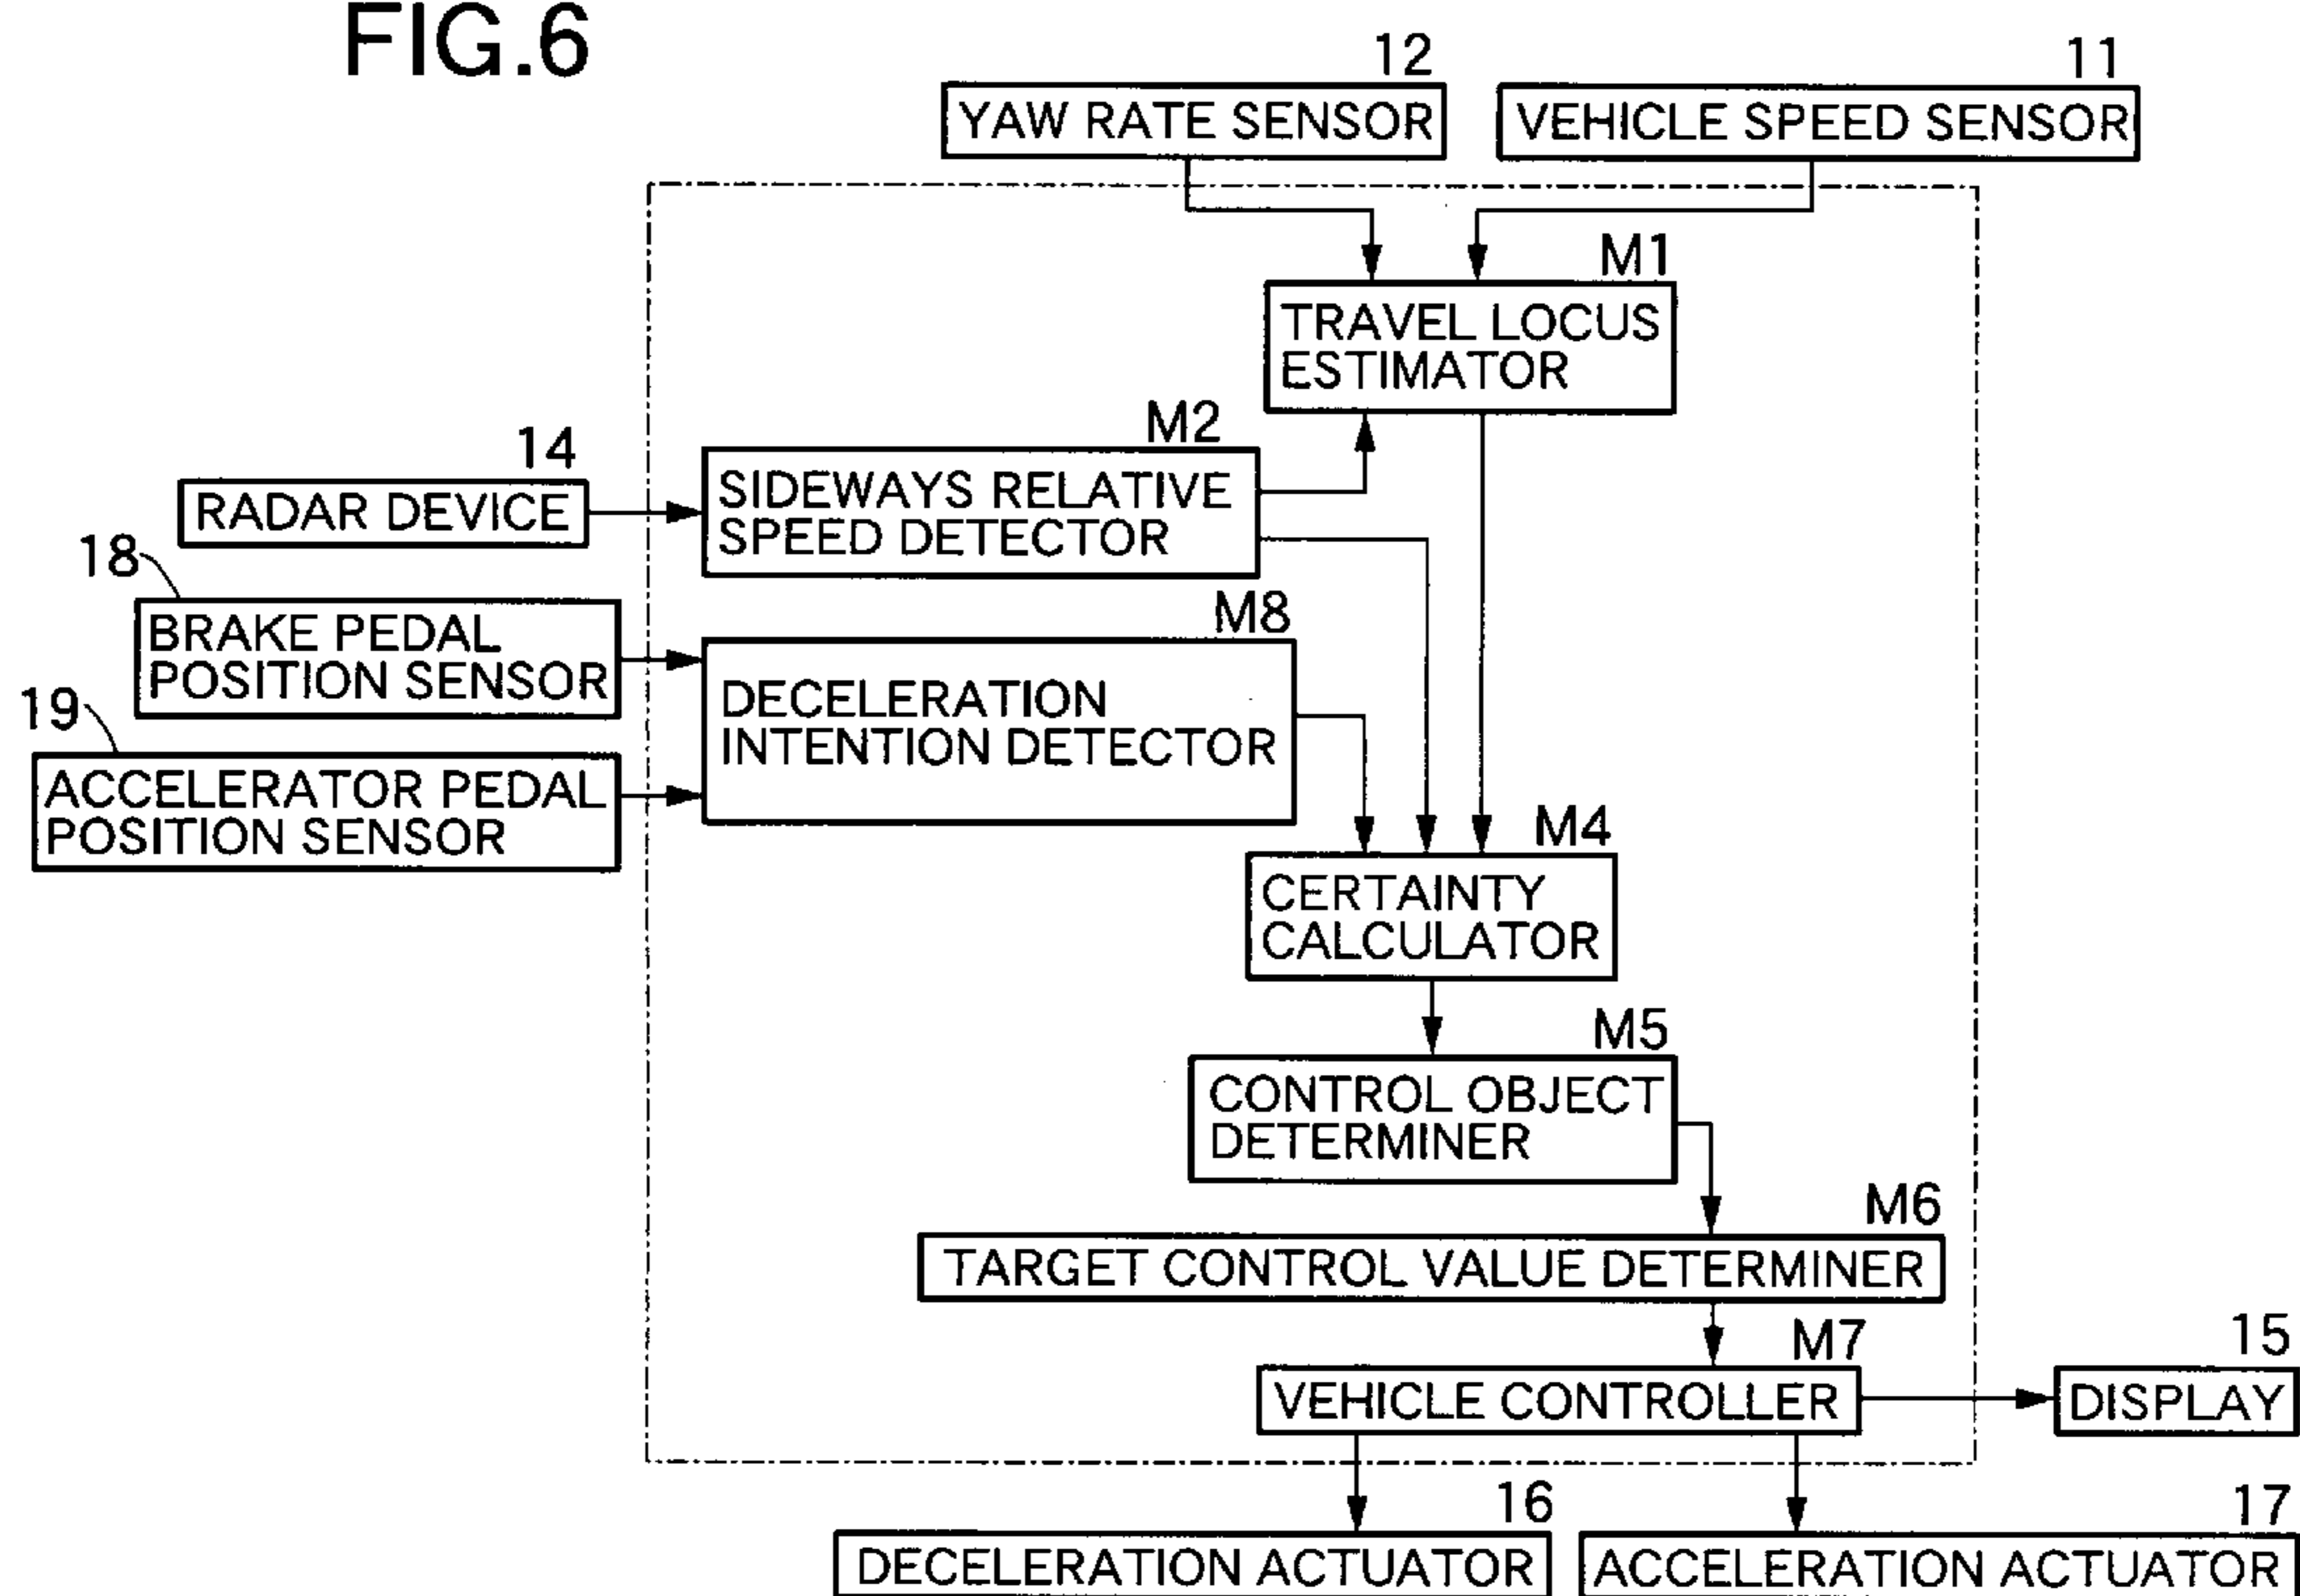 FIG.6
12
YAW RATE SENSOR
11
VEHICLE SPEED SENSOR
M1
TRAVEL LOCUS
ESTIMATOR
14
RADAR DEVICE
M2
SIDEWAYS RELATIVE
SPEED DETECTOR
18
BRAKE PEDAL
POSITION SENSOR
19
ACCELERATOR PEDAL
POSITION SENSOR
M8
DECELERATION
INTENTION DETECTOR
M4
CERTAINTY
CALCULATOR
M5
CONTROL OBJECT
DETERMINER
M6
TARGET CONTROL VALUE DETERMINER
M7
VEHICLE CONTROLLER
15
DISPLAY
16
DECELERATION ACTUATOR
17
ACCELERATION ACTUATOR